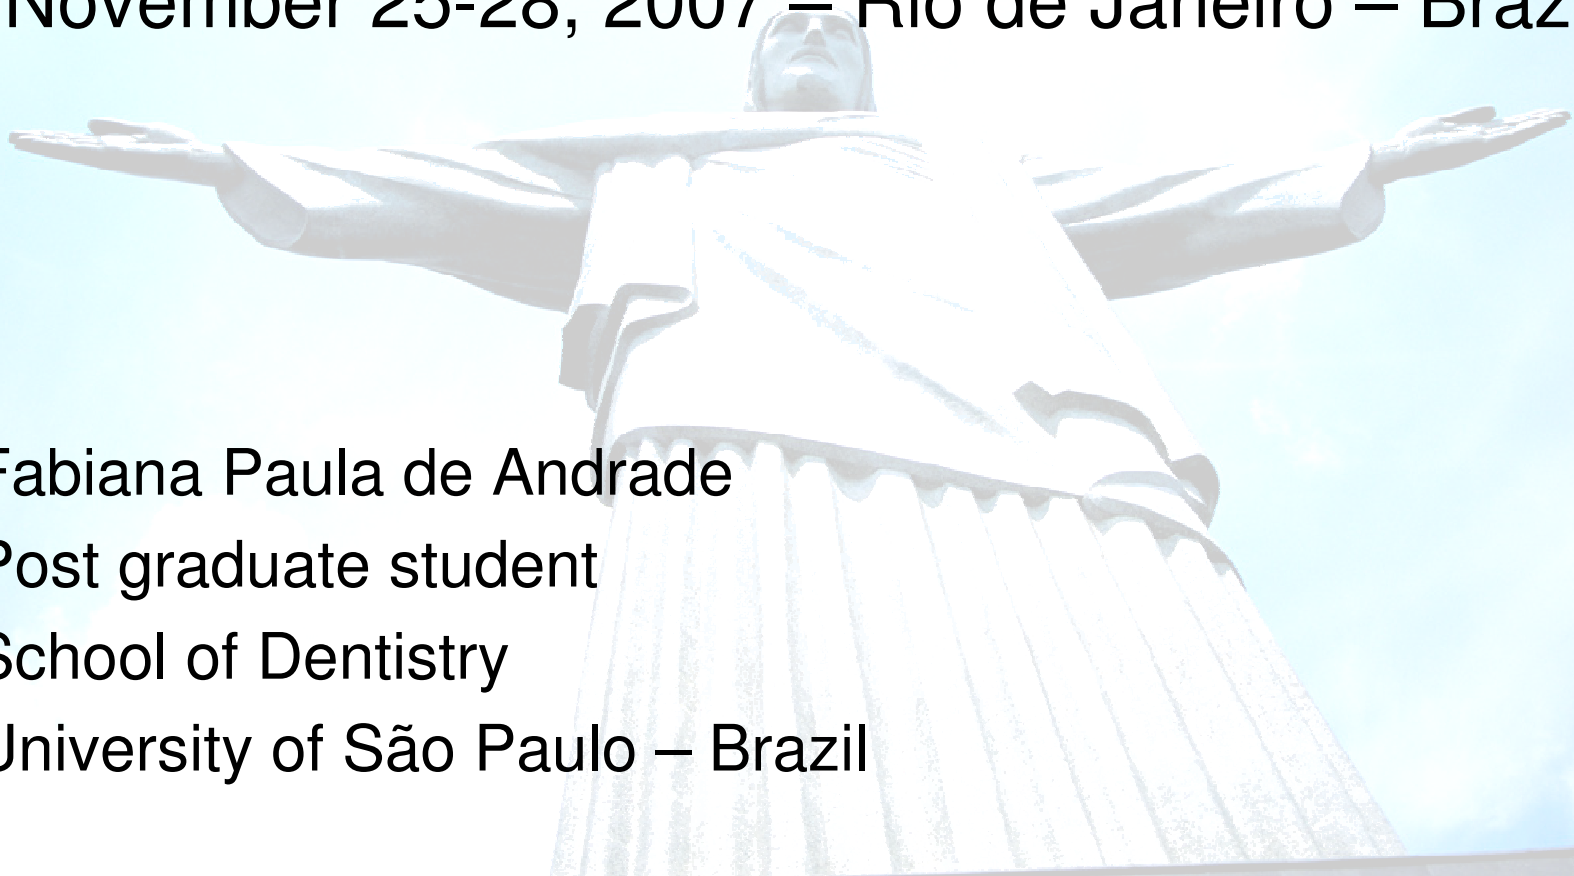 November 25-28, 2007 – Rio de Janeiro – Braz
Fabiana Paula de Andrade
Post graduate student
School of Dentistry
University of São Paulo – Brazil